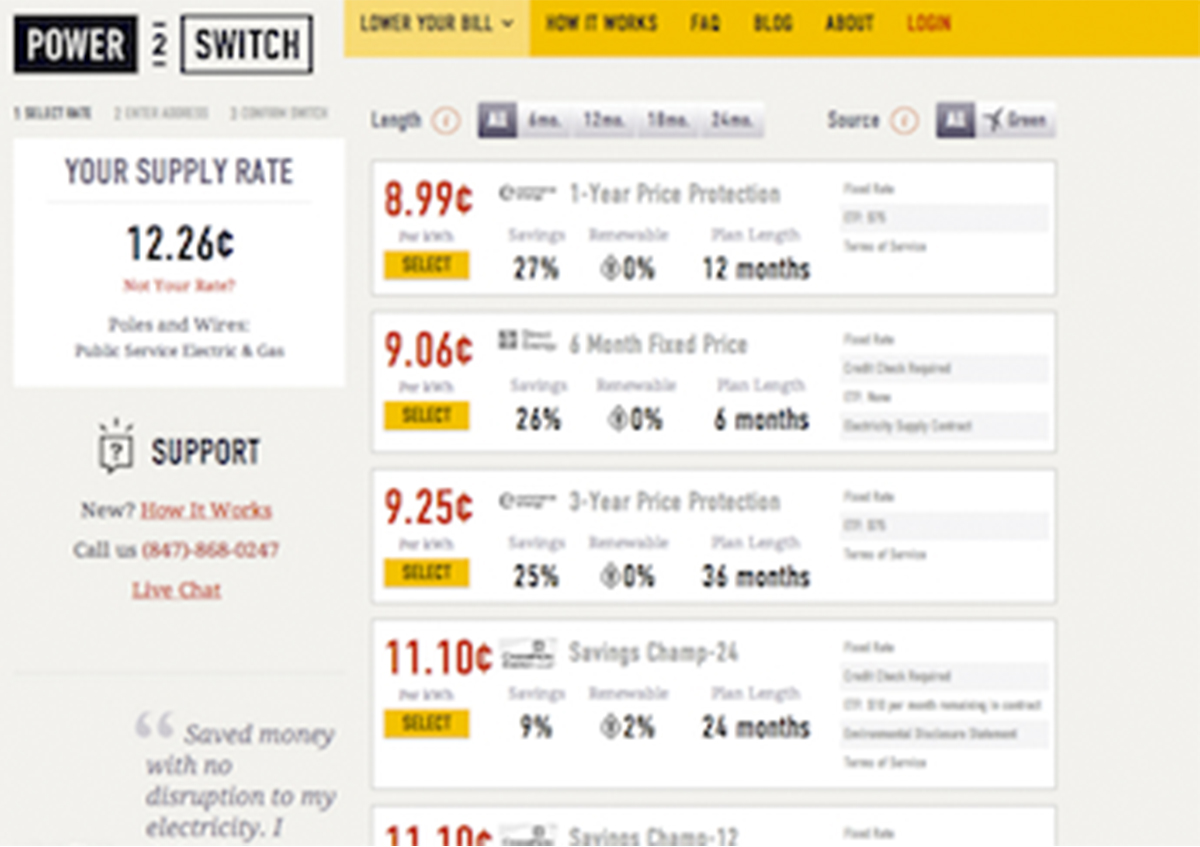 POWER 2 SWITCH
LOWER YOUR BILL HOW IT WORKS FAQ BLOG ABOUT LOGIN
1 SELECT RATE 2 ENTER ADDRESS 3 CONFIRM SWITCH
YOUR SUPPLY RATE
12.26¢
Not Your Rate?
Poles and Wires:
Public Service Electric & Gas
? SUPPORT
New? How It Works
Call us (847)-868-0247
Live Chat
“ Saved money
with no
disruption to my
electricity. I
Length i All 6mo. 12mo. 18mo. 24mo. Source i All Green
8.99¢ 1-Year Price Protection
Per kWh Savings Renewable Plan Length
SELECT 27% 0% 12 months
Fixed Rate
ETF: $75
Terms of Service
9.06¢ Direct Energy 6 Month Fixed Price
Per kWh Savings Renewable Plan Length
SELECT 26% 0% 6 months
Fixed Rate
Credit Check Required
ETF: None
Electricity Supply Contract
9.25¢ 3-Year Price Protection
Per kWh Savings Renewable Plan Length
SELECT 25% 0% 36 months
Fixed Rate
ETF: $75
Terms of Service
11.10¢ Champion Savings Champ-24
Per kWh Savings Renewable Plan Length
SELECT 9% 2% 24 months
Fixed Rate
Credit Check Required
ETF: $10 per month remaining in contract
Environmental Disclosure Statement
Terms of Service
11.10¢ Savings Champ-12
Fixed Rate